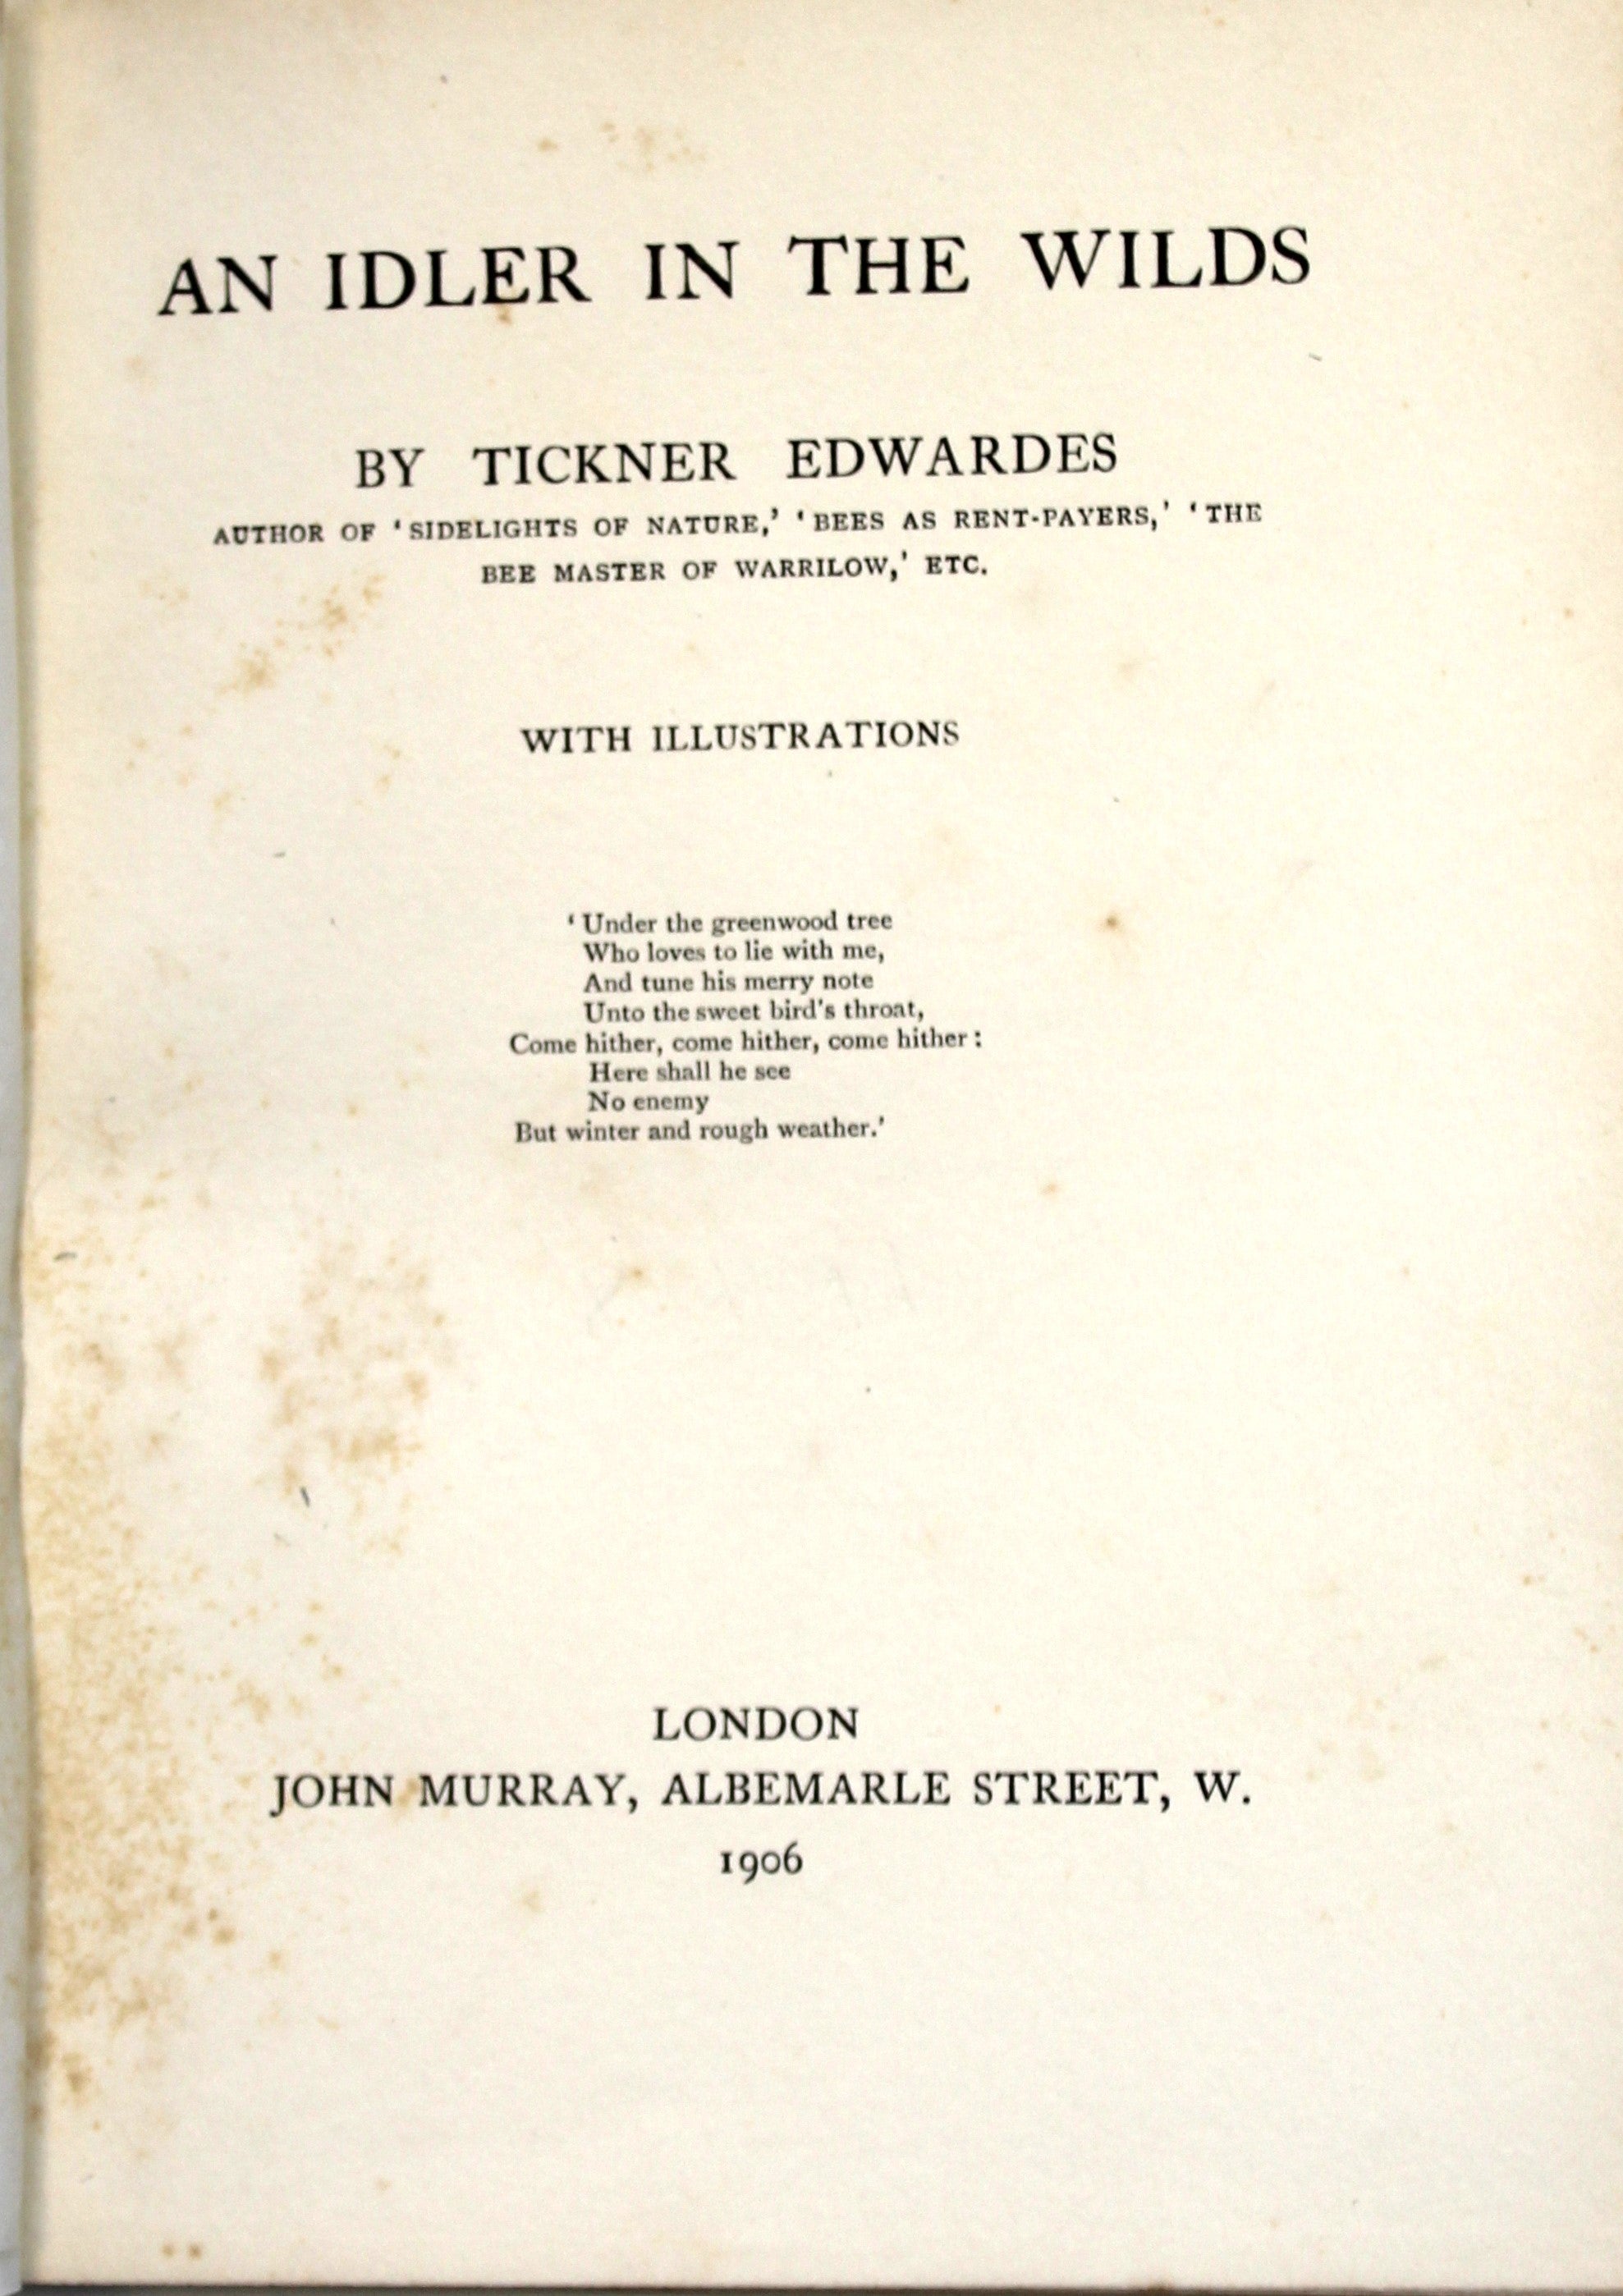 AN IDLER IN THE WILDS
BY TICKNER EDWARDES
AUTHOR OF 'SIDELIGHTS OF NATURE,' 'BEES AS RENT-PAYERS,' 'THE
BEE MASTER OF WARRILOW,' ETC.
WITH ILLUSTRATIONS
'Under the greenwood tree
Who loves to lie with me,
And tune his merry note
Unto the sweet bird's throat,
Come hither, come hither, come hither:
Here shall he see
No enemy
But winter and rough weather.'
LONDON
JOHN MURRAY, ALBEMARLE STREET, W.
1906